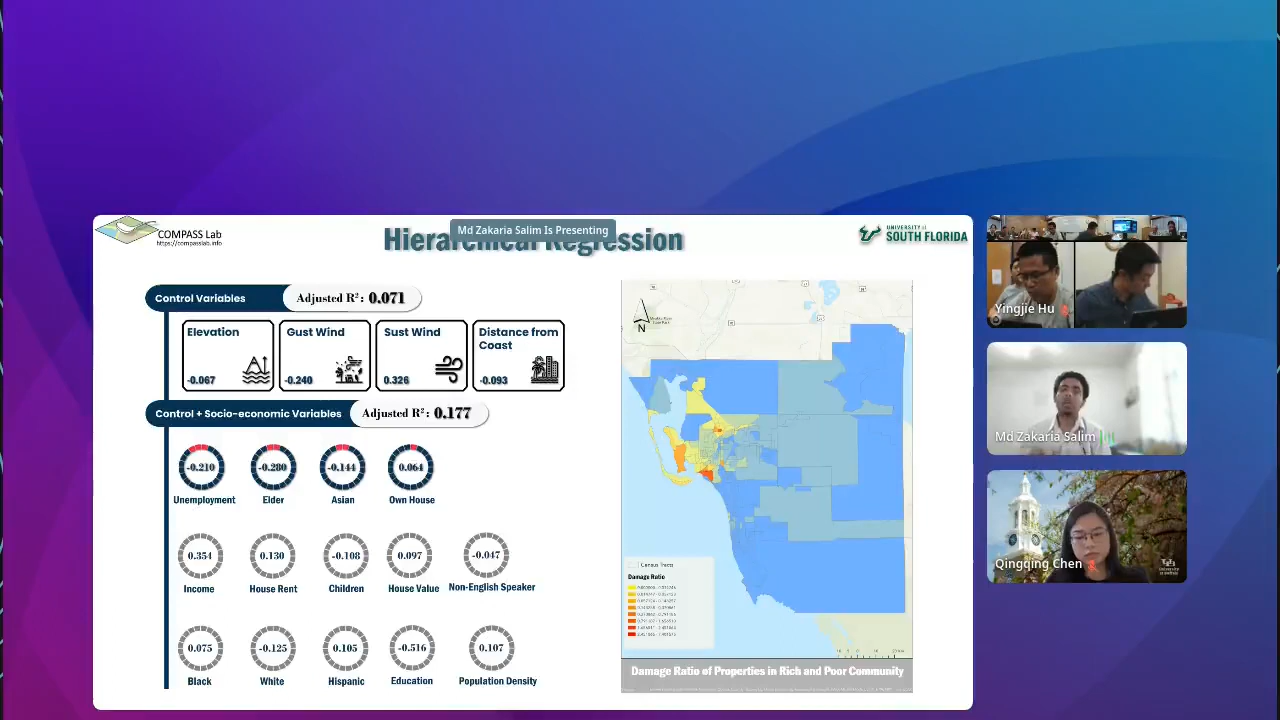 COMPASS Lab
https://compasslab.info
Md Zakaria Salim Is Presenting
Hierarchical Regression
UNIVERSITY of
SOUTH FLORIDA
Control Variables
Adjusted R²: 0.071
Elevation
-0.067
Gust Wind
-0.240
Sust Wind
0.326
Distance from
Coast
-0.093
Control + Socio-economic Variables
Adjusted R²: 0.177
-0.210
-0.280
-0.144
0.064
Unemployment
Elder
Asian
Own House
0.354
0.130
-0.108
0.097
-0.047
Income
House Rent
Children
House Value
Non-English Speaker
0.075
-0.125
0.105
-0.516
0.107
Black
White
Hispanic
Education
Population Density
N
Census Tracts
Damage Ratio
Damage Ratio of Properties in Rich and Poor Community
Yingjie Hu
Md Zakaria Salim
Qingqing Chen